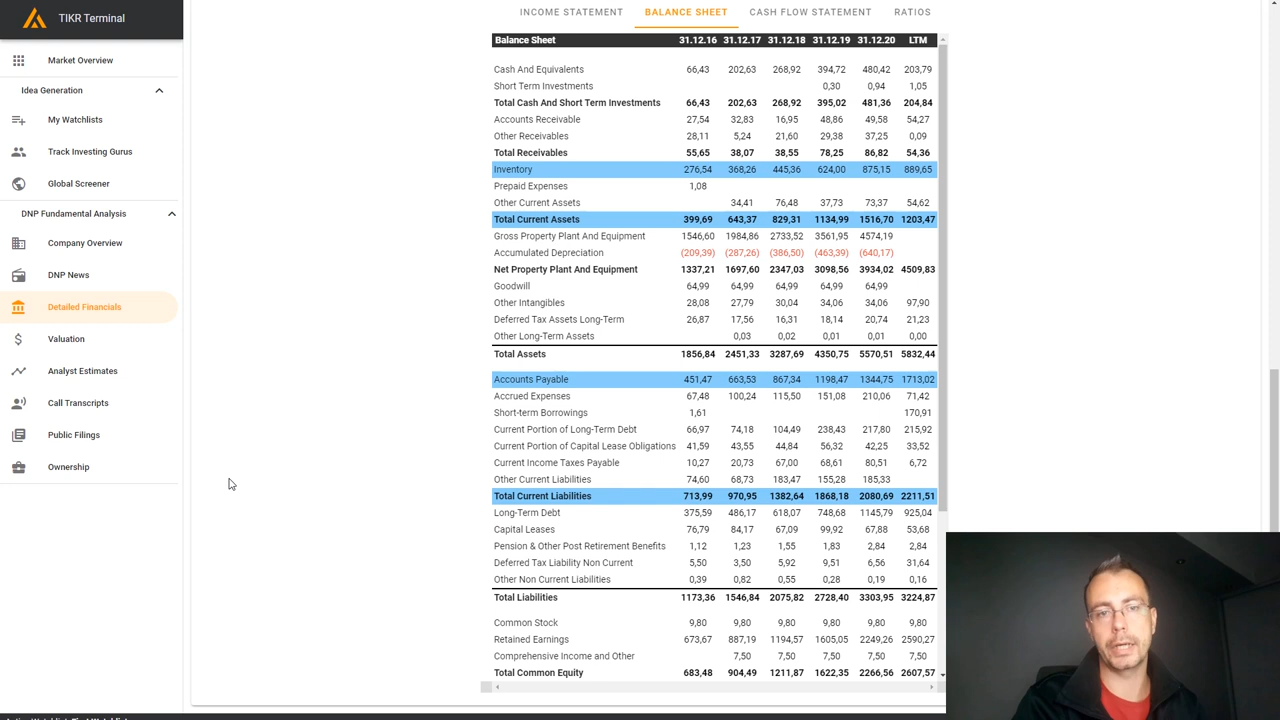 TIKR Terminal
Market Overview
Idea Generation
My Watchlists
Track Investing Gurus
Global Screener
DNP Fundamental Analysis
Company Overview
DNP News
Detailed Financials
Valuation
Analyst Estimates
Call Transcripts
Public Filings
Ownership
INCOME STATEMENT BALANCE SHEET CASH FLOW STATEMENT RATIOS
Balance Sheet 31.12.16 31.12.17 31.12.18 31.12.19 31.12.20 LTM
Cash And Equivalents 66,43 202,63 268,92 394,72 480,42 203,79
Short Term Investments 0,30 0,94 1,05
Total Cash And Short Term Investments 66,43 202,63 268,92 395,02 481,36 204,84
Accounts Receivable 27,54 32,83 16,95 48,86 49,58 54,27
Other Receivables 28,11 5,24 21,60 29,38 37,25 0,09
Total Receivables 55,65 38,07 38,55 78,25 86,82 54,36
Inventory 276,54 368,26 445,36 624,00 875,15 889,65
Prepaid Expenses 1,08
Other Current Assets 34,41 76,48 37,73 73,37 54,62
Total Current Assets 399,69 643,37 829,31 1134,99 1516,70 1203,47
Gross Property Plant And Equipment 1546,60 1984,86 2733,52 3561,95 4574,19
Accumulated Depreciation (209,39) (287,26) (386,50) (463,39) (640,17)
Net Property Plant And Equipment 1337,21 1697,60 2347,03 3098,56 3934,02 4509,83
Goodwill 64,99 64,99 64,99 64,99 64,99
Other Intangibles 28,08 27,79 30,04 34,06 34,06 97,90
Deferred Tax Assets Long-Term 26,87 17,56 16,31 18,14 20,74 21,23
Other Long-Term Assets 0,03 0,02 0,01 0,01 0,00
Total Assets 1856,84 2451,33 3287,69 4350,75 5570,51 5832,44
Accounts Payable 451,47 663,53 867,34 1198,47 1344,75 1713,02
Accrued Expenses 67,48 100,24 115,50 151,08 210,06 71,42
Short-term Borrowings 1,61 170,91
Current Portion of Long-Term Debt 66,97 74,18 104,49 238,43 217,80 215,92
Current Portion of Capital Lease Obligations 41,59 43,55 44,84 56,32 42,25 33,52
Current Income Taxes Payable 10,27 20,73 67,00 68,61 80,51 6,72
Other Current Liabilities 74,60 68,73 183,47 155,28 185,33
Total Current Liabilities 713,99 970,95 1382,64 1868,18 2080,69 2211,51
Long-Term Debt 375,59 486,17 618,07 748,68 1145,79 925,04
Capital Leases 76,79 84,17 67,09 99,92 67,88 53,68
Pension & Other Post Retirement Benefits 1,12 1,23 1,55 1,83 2,84 2,84
Deferred Tax Liability Non Current 5,50 3,50 5,92 9,51 6,56 31,64
Other Non Current Liabilities 0,39 0,82 0,55 0,28 0,19 0,16
Total Liabilities 1173,36 1546,84 2075,82 2728,40 3303,95 3224,87
Common Stock 9,80 9,80 9,80 9,80 9,80 9,80
Retained Earnings 673,67 887,19 1194,57 1605,05 2249,26 2590,27
Comprehensive Income and Other 7,50 7,50 7,50 7,50 7,50
Total Common Equity 683,48 904,49 1211,87 1622,35 2266,56 2607,57